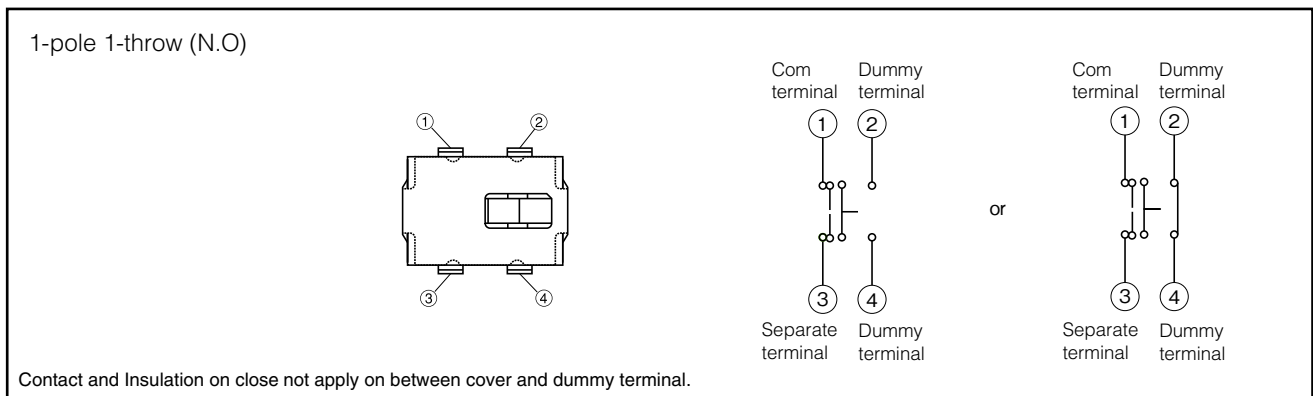 1-pole 1-throw (N.O)
① ②
③ ④
Com terminal
Dummy terminal
① ②
③ ④
Separate terminal
Dummy terminal
or
Com terminal
Dummy terminal
① ②
③ ④
Separate terminal
Dummy terminal
Contact and Insulation on close not apply on between cover and dummy terminal.